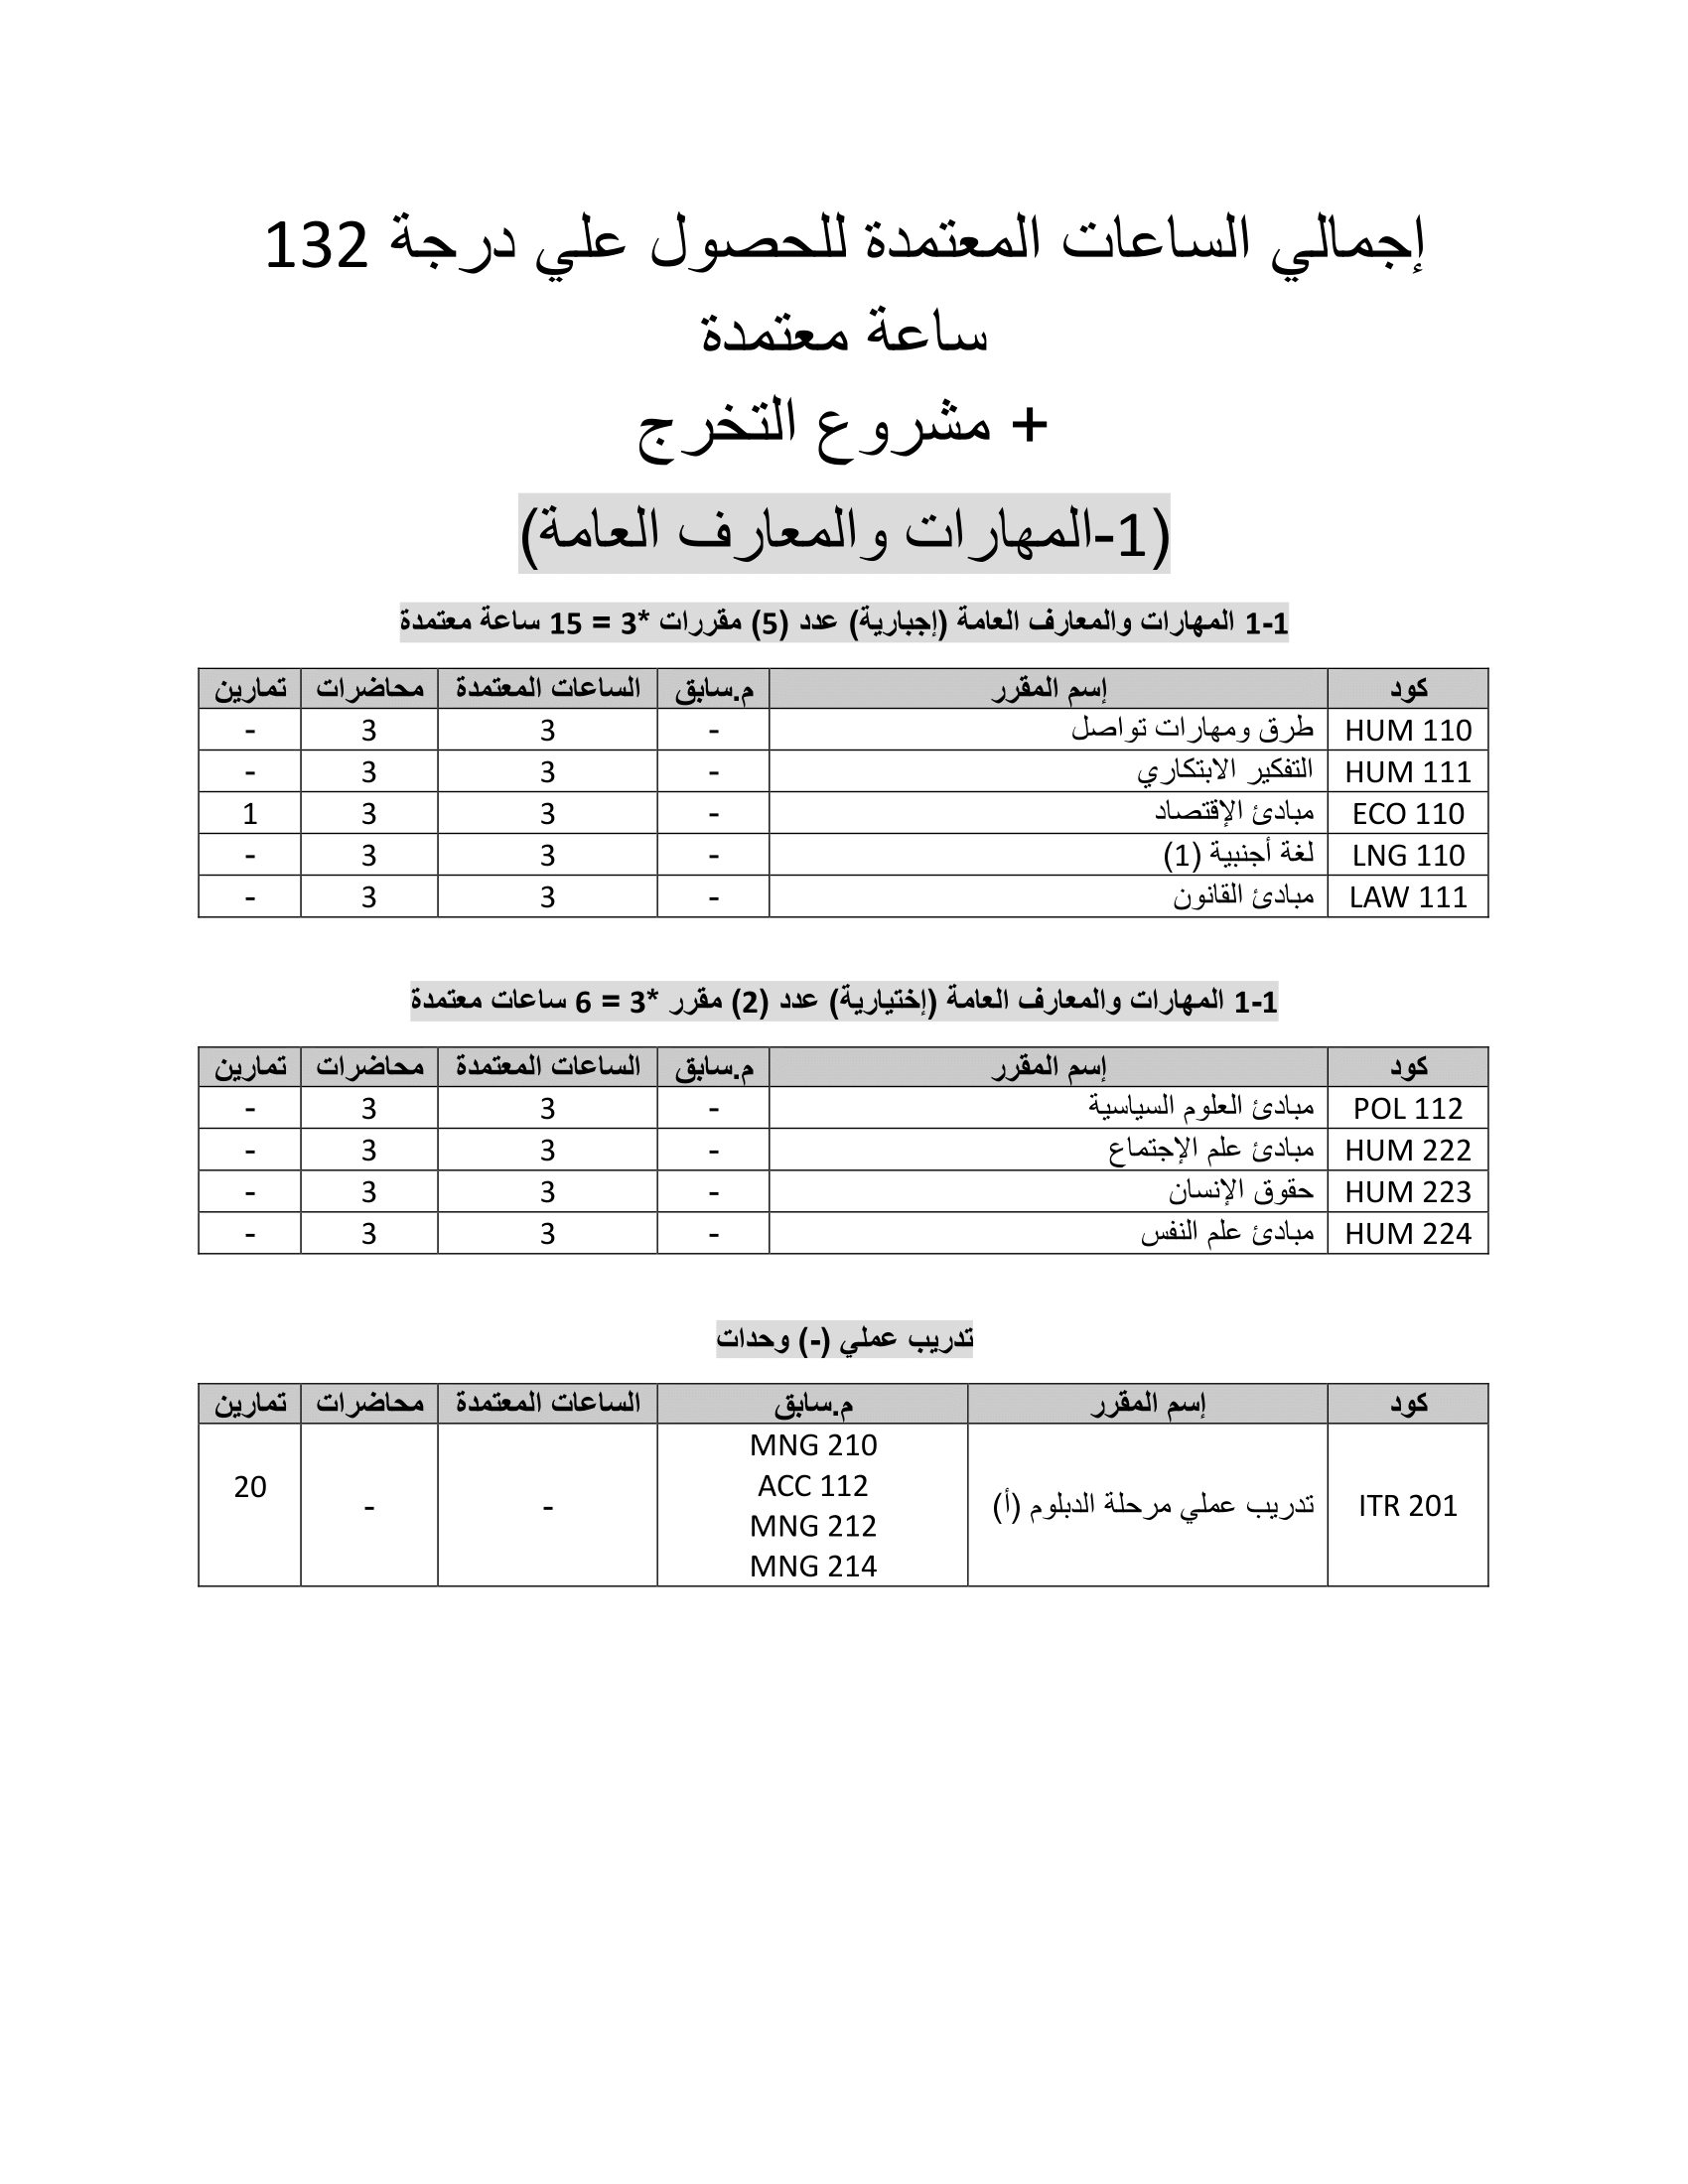 إجمالي الساعات المعتمدة للحصول علي درجة 132
ساعة معتمدة
+ مشروع التخرج
(1-المهارات والمعارف العامة)
1-1 المهارات والمعارف العامة (إجبارية) عدد (5) مقررات *3 = 15 ساعة معتمدة
كود إسم المقرر م.سابق الساعات المعتمدة محاضرات تمارين
HUM 110 طرق ومهارات تواصل - 3 3 -
HUM 111 التفكير الابتكاري - 3 3 -
ECO 110 مبادئ الإقتصاد - 3 3 1
LNG 110 لغة أجنبية (1) - 3 3 -
LAW 111 مبادئ القانون - 3 3 -
1-1 المهارات والمعارف العامة (إختيارية) عدد (2) مقرر *3 = 6 ساعات معتمدة
كود إسم المقرر م.سابق الساعات المعتمدة محاضرات تمارين
POL 112 مبادئ العلوم السياسية - 3 3 -
HUM 222 مبادئ علم الإجتماع - 3 3 -
HUM 223 حقوق الإنسان - 3 3 -
HUM 224 مبادئ علم النفس - 3 3 -
تدريب عملي (-) وحدات
كود إسم المقرر م.سابق الساعات المعتمدة محاضرات تمارين
MNG 210
ACC 112
ITR 201 تدريب عملي مرحلة الدبلوم (أ) - - 20
MNG 212
MNG 214